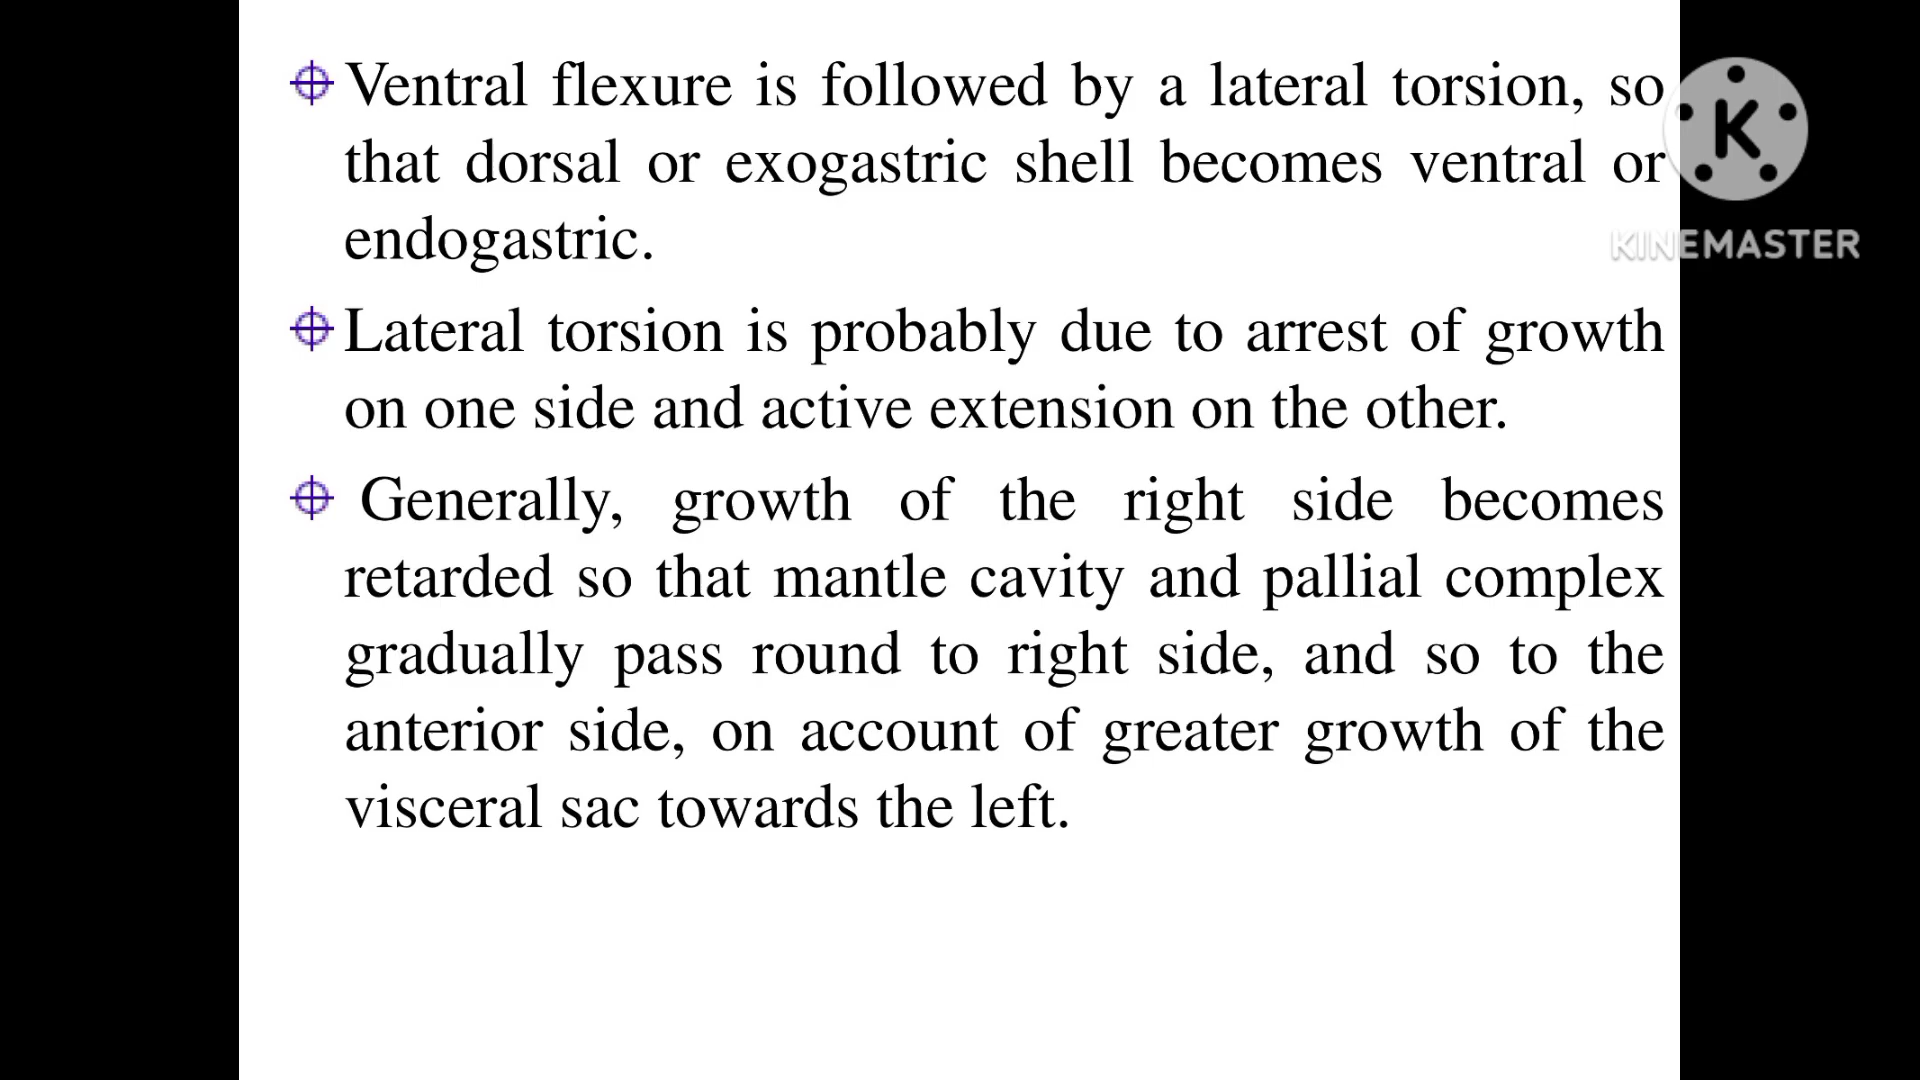 Ventral flexure is followed by a lateral torsion, so
that dorsal or exogastric shell becomes ventral or
endogastric.
Lateral torsion is probably due to arrest of growth
on one side and active extension on the other.
Generally, growth of the right side becomes
retarded so that mantle cavity and pallial complex
gradually pass round to right side, and so to the
anterior side, on account of greater growth of the
visceral sac towards the left.
K
KINEMASTER